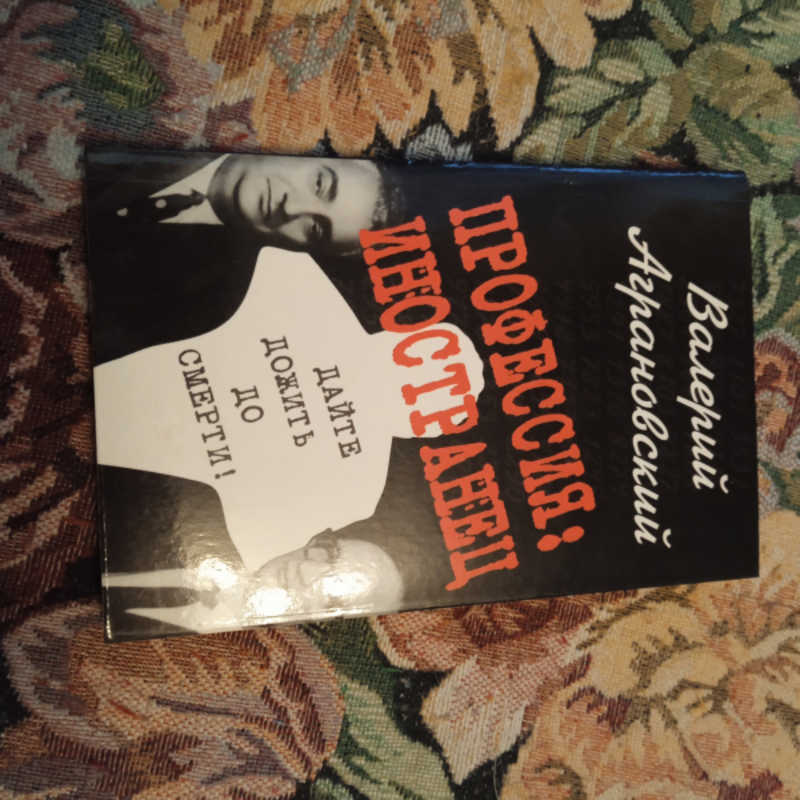 Валерий
Аграновский
ПРОФЕССИЯ:
ИНОСТРАНЕЦ
ДАЙТЕ
ДОЖИТЬ
ДО
СМЕРТИ!